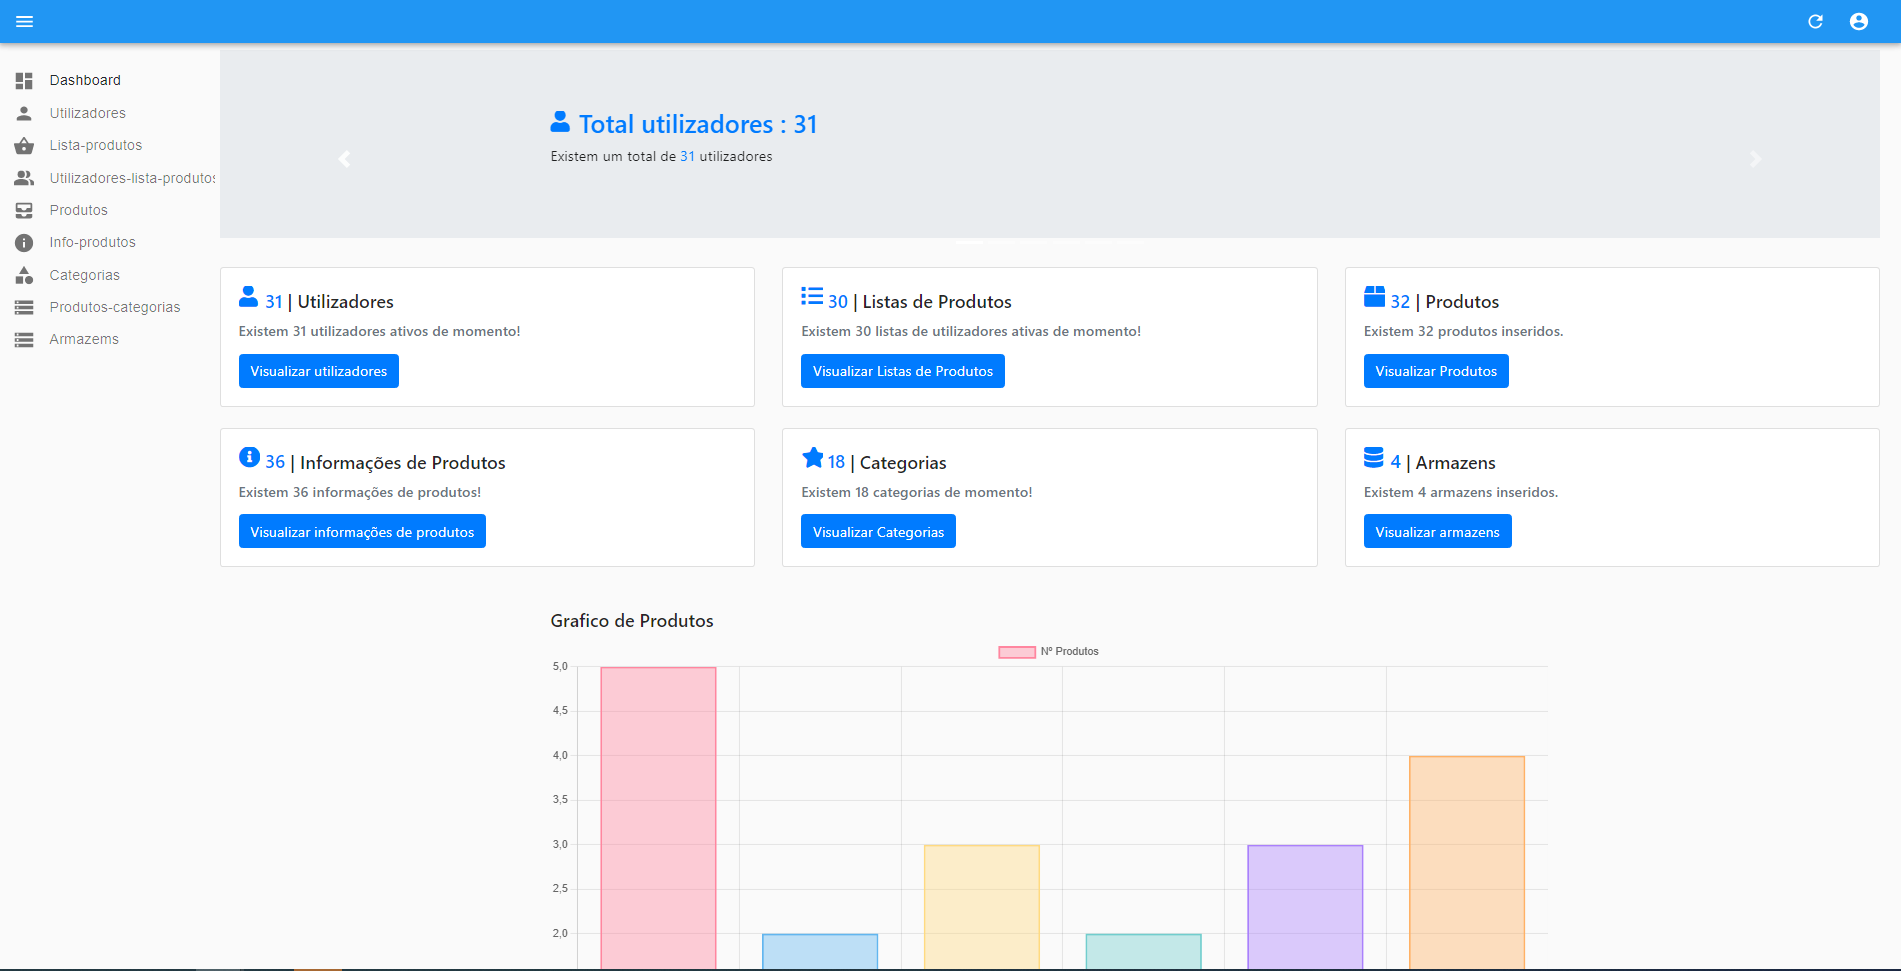 Dashboard
Utilizadores
Lista-produtos
Utilizadores-lista-produtos
Produtos
Info-produtos
Categorias
Produtos-categorias
Armazems
Total utilizadores : 31
Existem um total de 31 utilizadores
31 | Utilizadores
Existem 31 utilizadores ativos de momento!
Visualizar utilizadores
30 | Listas de Produtos
Existem 30 listas de utilizadores ativas de momento!
Visualizar Listas de Produtos
32 | Produtos
Existem 32 produtos inseridos.
Visualizar Produtos
36 | Informações de Produtos
Existem 36 informações de produtos!
Visualizar informações de produtos
18 | Categorias
Existem 18 categorias de momento!
Visualizar Categorias
4 | Armazens
Existem 4 armazens inseridos.
Visualizar armazens
Grafico de Produtos
Nº Produtos
5,0
4,5
4,0
3,5
3,0
2,5
2,0